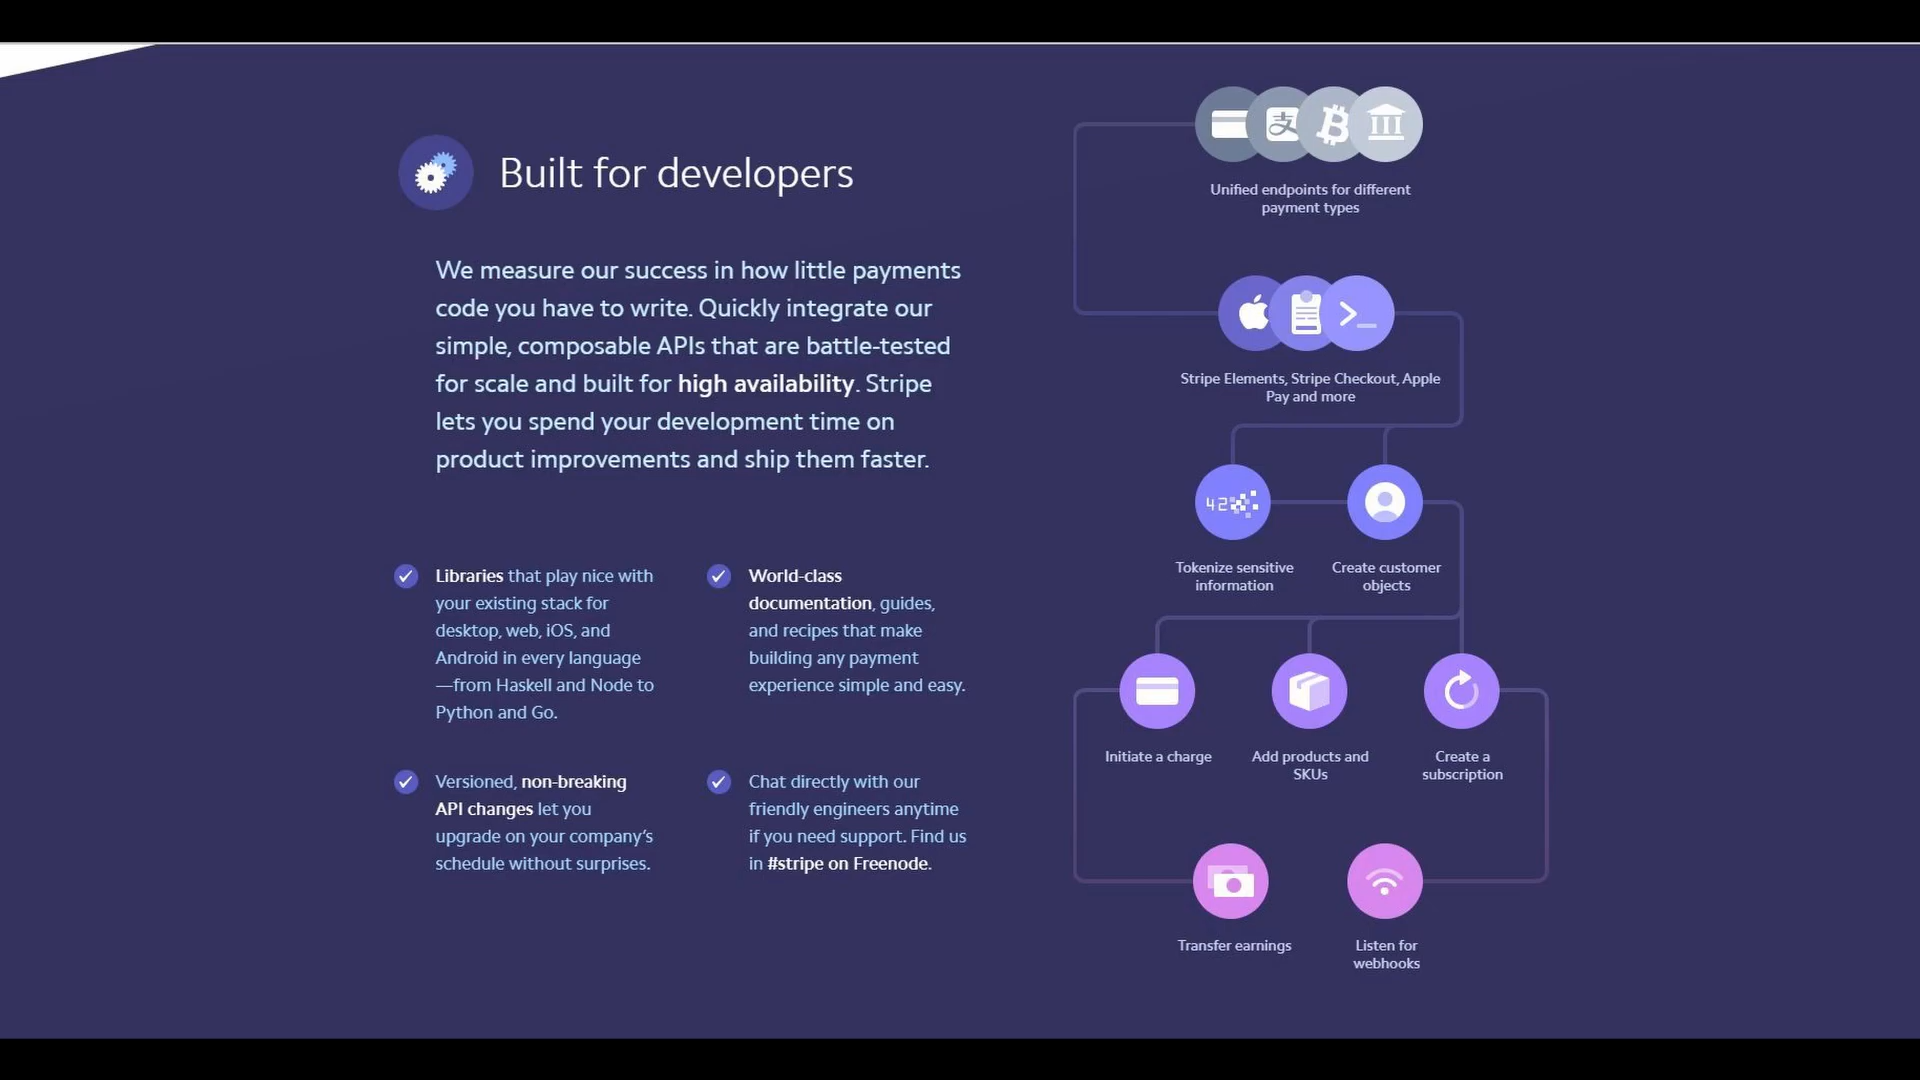 Built for developers
We measure our success in how little payments
code you have to write. Quickly integrate our
simple, composable APIs that are battle-tested
for scale and built for high availability. Stripe
lets you spend your development time on
product improvements and ship them faster.
Libraries that play nice with
your existing stack for
desktop, web, iOS, and
Android in every language
—from Haskell and Node to
Python and Go.
World-class
documentation, guides,
and recipes that make
building any payment
experience simple and easy.
Versioned, non-breaking
API changes let you
upgrade on your company’s
schedule without surprises.
Chat directly with our
friendly engineers anytime
if you need support. Find us
in #stripe on Freenode.
支
Unified endpoints for different
payment types
Stripe Elements, Stripe Checkout, Apple
Pay and more
42
Tokenize sensitive
information
Create customer
objects
Initiate a charge
Add products and
SKUs
Create a
subscription
Transfer earnings
Listen for
webhooks